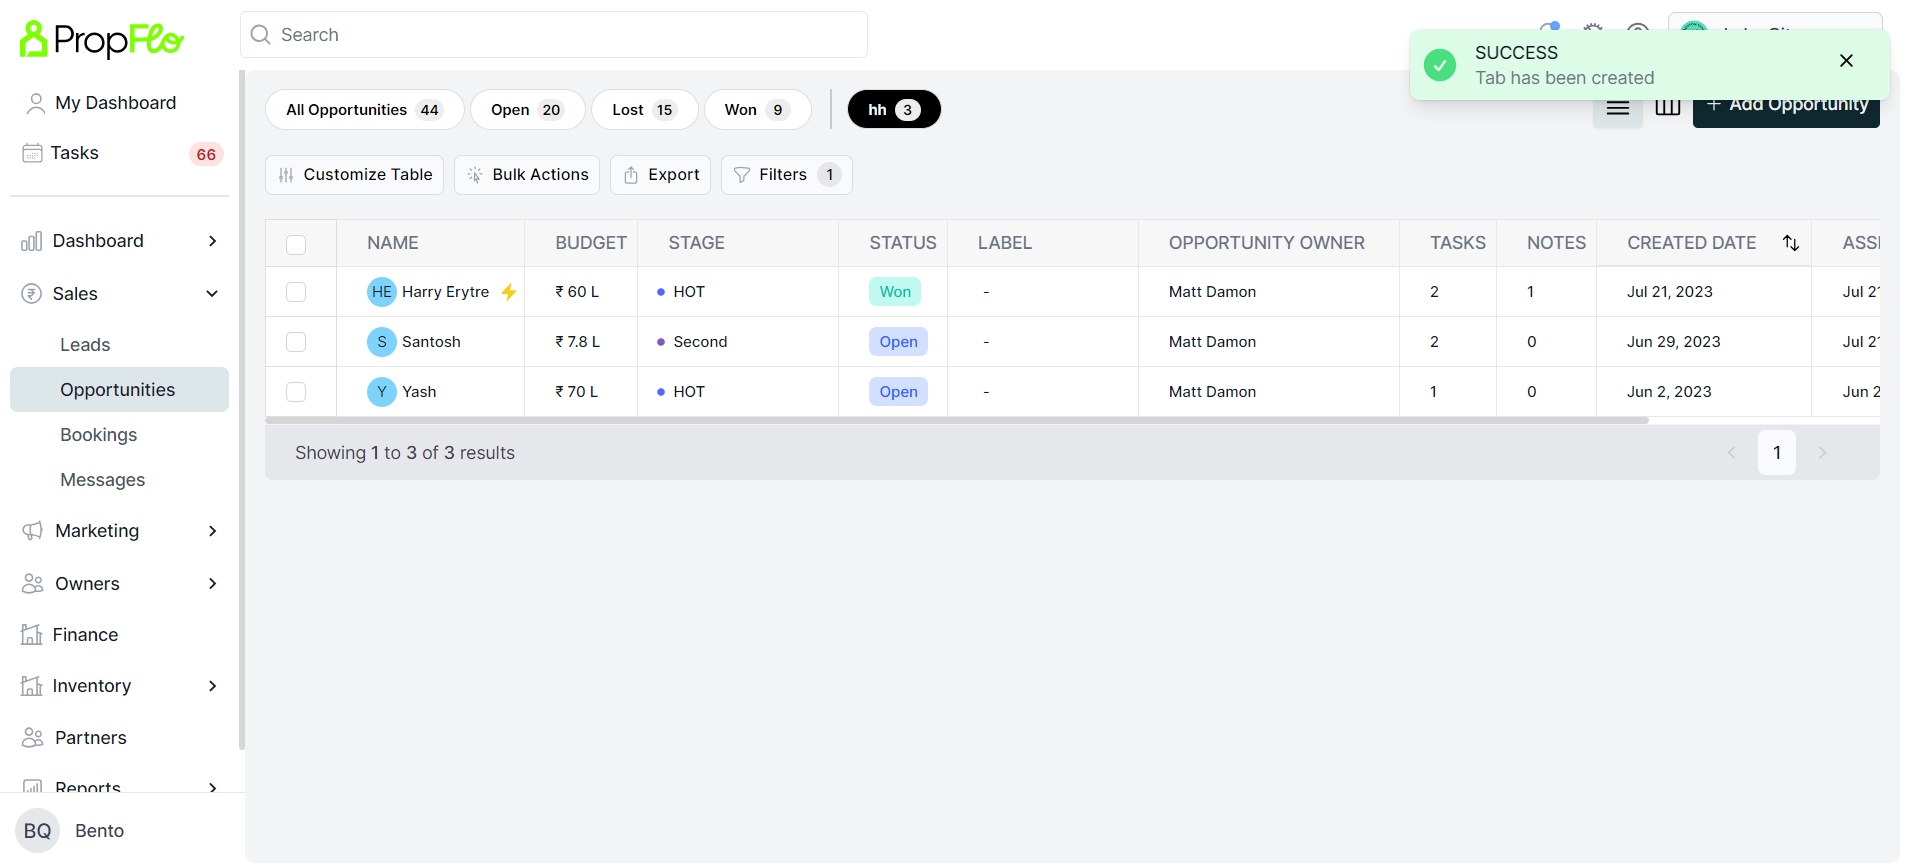 PropFlo
Search
SUCCESS
Tab has been created
My Dashboard
Tasks 66
Dashboard
Sales
Leads
Opportunities
Bookings
Messages
Marketing
Owners
Finance
Inventory
Partners
Reports
BQ Bento
All Opportunities 44 Open 20 Lost 15 Won 9 hh 3
+ Add Opportunity
Customize Table Bulk Actions Export Filters 1
NAME BUDGET STAGE STATUS LABEL OPPORTUNITY OWNER TASKS NOTES CREATED DATE ASSI
HE Harry Erytre ₹ 60 L HOT Won - Matt Damon 2 1 Jul 21, 2023 Jul 21
S Santosh ₹ 7.8 L Second Open - Matt Damon 2 0 Jun 29, 2023 Jul 21
Y Yash ₹ 70 L HOT Open - Matt Damon 1 0 Jun 2, 2023 Jun 2
Showing 1 to 3 of 3 results
1